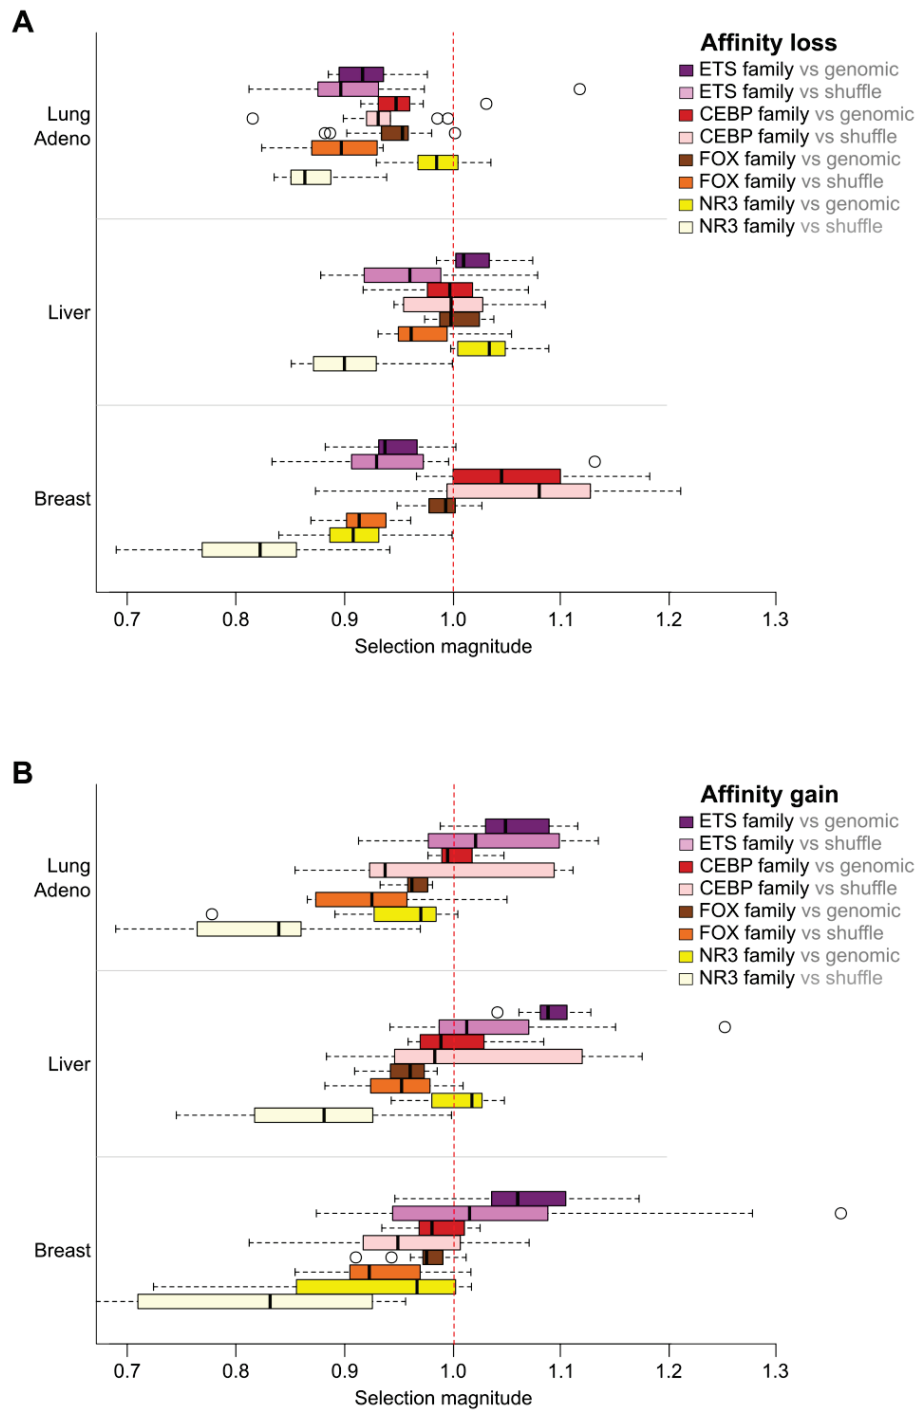 A
Affinity loss
ETS family vs genomic
ETS family vs shuffle
CEBP family vs genomic
CEBP family vs shuffle
FOX family vs genomic
FOX family vs shuffle
NR3 family vs genomic
NR3 family vs shuffle
Lung
Adeno
Liver
Breast
0.7 0.8 0.9 1.0 1.1 1.2 1.3
Selection magnitude
B
Affinity gain
ETS family vs genomic
ETS family vs shuffle
CEBP family vs genomic
CEBP family vs shuffle
FOX family vs genomic
FOX family vs shuffle
NR3 family vs genomic
NR3 family vs shuffle
Lung
Adeno
Liver
Breast
0.7 0.8 0.9 1.0 1.1 1.2 1.3
Selection magnitude